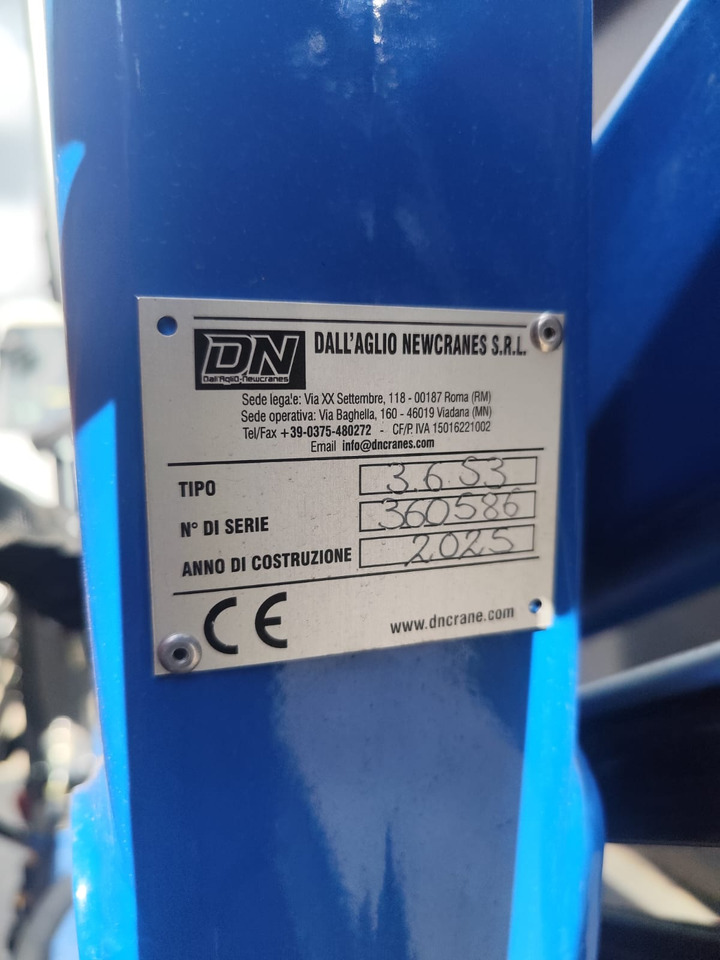 DN
Dall'Aglio-Newcranes
DALL'AGLIO NEWCRANES S.R.L.
Sede legale: Via XX Settembre, 118 - 00187 Roma (RM)
Sede operativa: Via Baghella, 160 - 46019 Viadana (MN)
Tel/Fax +39-0375-480272 - CF/P. IVA 15016221002
Email info@dncranes.com
TIPO 3.6.S3
N° DI SERIE 360586
ANNO DI COSTRUZIONE 2025
CE
www.dncrane.com